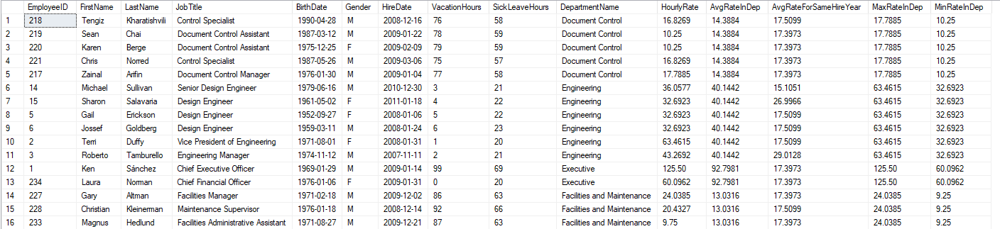 EmployeeID FirstName LastName JobTitle BirthDate Gender HireDate VacationHours SickLeaveHours DepartmentName HourlyRate AvgRateInDep AvgRateForSameHireYear MaxRateInDep MinRateInDep
1 218 Tengiz Kharatishvili Control Specialist 1990-04-28 M 2008-12-16 76 58 Document Control 16.8269 14.3884 17.5099 17.7885 10.25
2 219 Sean Chai Document Control Assistant 1987-03-12 M 2009-01-22 78 59 Document Control 10.25 14.3884 17.3973 17.7885 10.25
3 220 Karen Berge Document Control Assistant 1975-12-25 F 2009-02-09 79 59 Document Control 10.25 14.3884 17.3973 17.7885 10.25
4 221 Chris Norred Control Specialist 1987-05-26 M 2009-03-06 75 57 Document Control 16.8269 14.3884 17.3973 17.7885 10.25
5 217 Zainal Arifin Document Control Manager 1976-01-30 M 2009-01-04 77 58 Document Control 17.7885 14.3884 17.3973 17.7885 10.25
6 14 Michael Sullivan Senior Design Engineer 1979-06-16 M 2010-12-30 3 21 Engineering 36.0577 40.1442 15.1051 63.4615 32.6923
7 15 Sharon Salavaria Design Engineer 1961-05-02 F 2011-01-18 4 22 Engineering 32.6923 40.1442 26.9966 63.4615 32.6923
8 5 Gail Erickson Design Engineer 1952-09-27 F 2008-01-06 5 22 Engineering 32.6923 40.1442 17.5099 63.4615 32.6923
9 6 Jossef Goldberg Design Engineer 1959-03-11 M 2008-01-24 6 23 Engineering 32.6923 40.1442 17.5099 63.4615 32.6923
10 2 Terri Duffy Vice President of Engineering 1971-08-01 F 2008-01-31 1 20 Engineering 63.4615 40.1442 17.5099 63.4615 32.6923
11 3 Roberto Tamburello Engineering Manager 1974-11-12 M 2007-11-11 2 21 Engineering 43.2692 40.1442 29.0128 63.4615 32.6923
12 1 Ken Sánchez Chief Executive Officer 1969-01-29 M 2009-01-14 99 69 Executive 125.50 92.7981 17.3973 125.50 60.0962
13 234 Laura Norman Chief Financial Officer 1976-01-06 F 2009-01-31 0 20 Executive 60.0962 92.7981 17.3973 125.50 60.0962
14 227 Gary Altman Facilities Manager 1971-02-18 M 2009-12-02 86 63 Facilities and Maintenance 24.0385 13.0316 17.3973 24.0385 9.25
15 228 Christian Kleinerman Maintenance Supervisor 1976-01-18 M 2008-12-14 92 66 Facilities and Maintenance 20.4327 13.0316 17.5099 24.0385 9.25
16 233 Magnus Hedlund Facilities Administrative Assistant 1971-08-27 M 2009-12-21 87 63 Facilities and Maintenance 9.75 13.0316 17.3973 24.0385 9.25